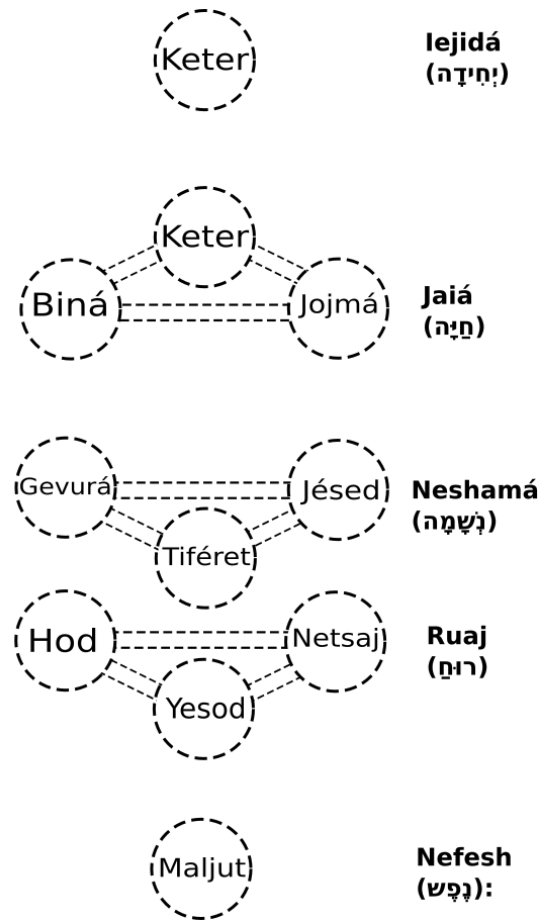 Keter
Iejidá
(יְחִידָה)
Keter
Biná
Jojmá
Jaiá
(חַיָּה)
Gevurá
Jésed
Tiféret
Neshamá
(נְשָׁמָה)
Hod
Netsaj
Yesod
Ruaj
(רוּחַ)
Maljut
Nefesh
(נֶפֶשׁ):